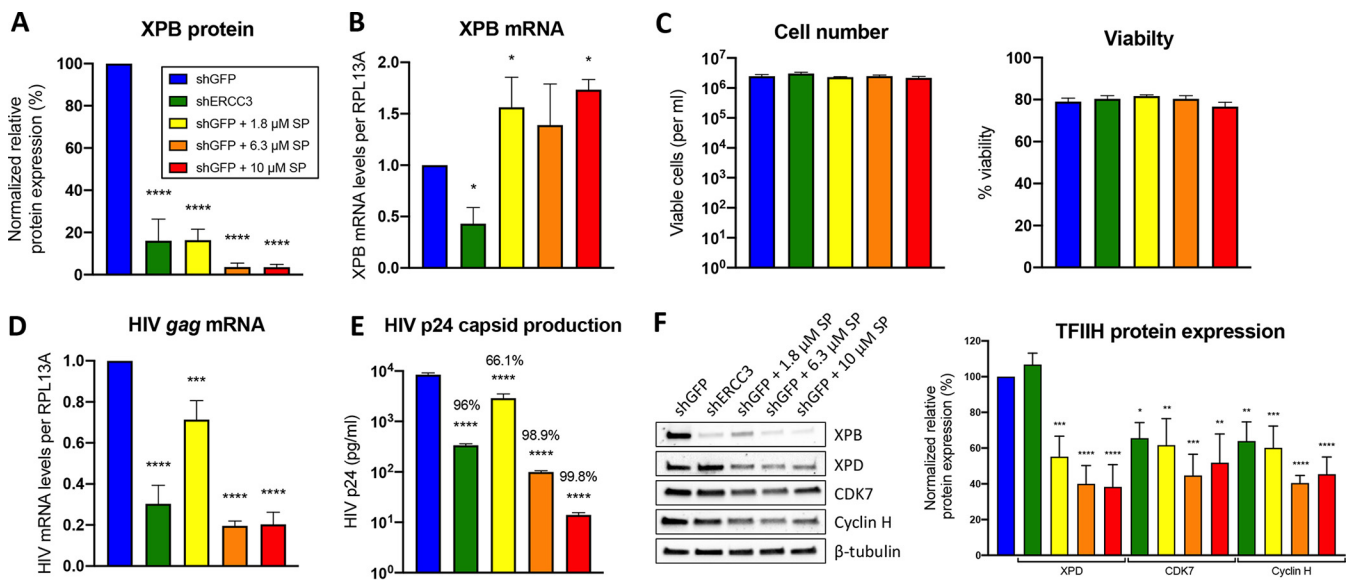 A
XPB protein
Normalized relative
protein expression (%)
100
80
60
40
20
0
shGFP
shERCC3
shGFP + 1.8 µM SP
shGFP + 6.3 µM SP
shGFP + 10 µM SP
****
****
****
****
B
XPB mRNA
XPB mRNA levels per RPL13A
2.0
1.5
1.0
0.5
0.0
*
*
*
C
Cell number
Viable cells (per ml)
10⁷
10⁶
10⁵
10⁴
10³
10²
10¹
10⁰
Viabilty
% viability
100
80
60
40
20
0
D
HIV gag mRNA
HIV mRNA levels per RPL13A
1.0
0.8
0.6
0.4
0.2
0.0
****
***
****
****
E
HIV p24 capsid production
HIV p24 (pg/ml)
10⁴
10³
10²
10¹
10⁰
96%
****
66.1%
****
98.9%
****
99.8%
****
F
shGFP
shERCC3
shGFP + 1.8 µM SP
shGFP + 6.3 µM SP
shGFP + 10 µM SP
XPB
XPD
CDK7
Cyclin H
β-tubulin
TFIIH protein expression
Normalized relative
protein expression (%)
120
100
80
60
40
20
0
***
****
****
*
**
***
**
**
***
****
****
XPD
CDK7
Cyclin H